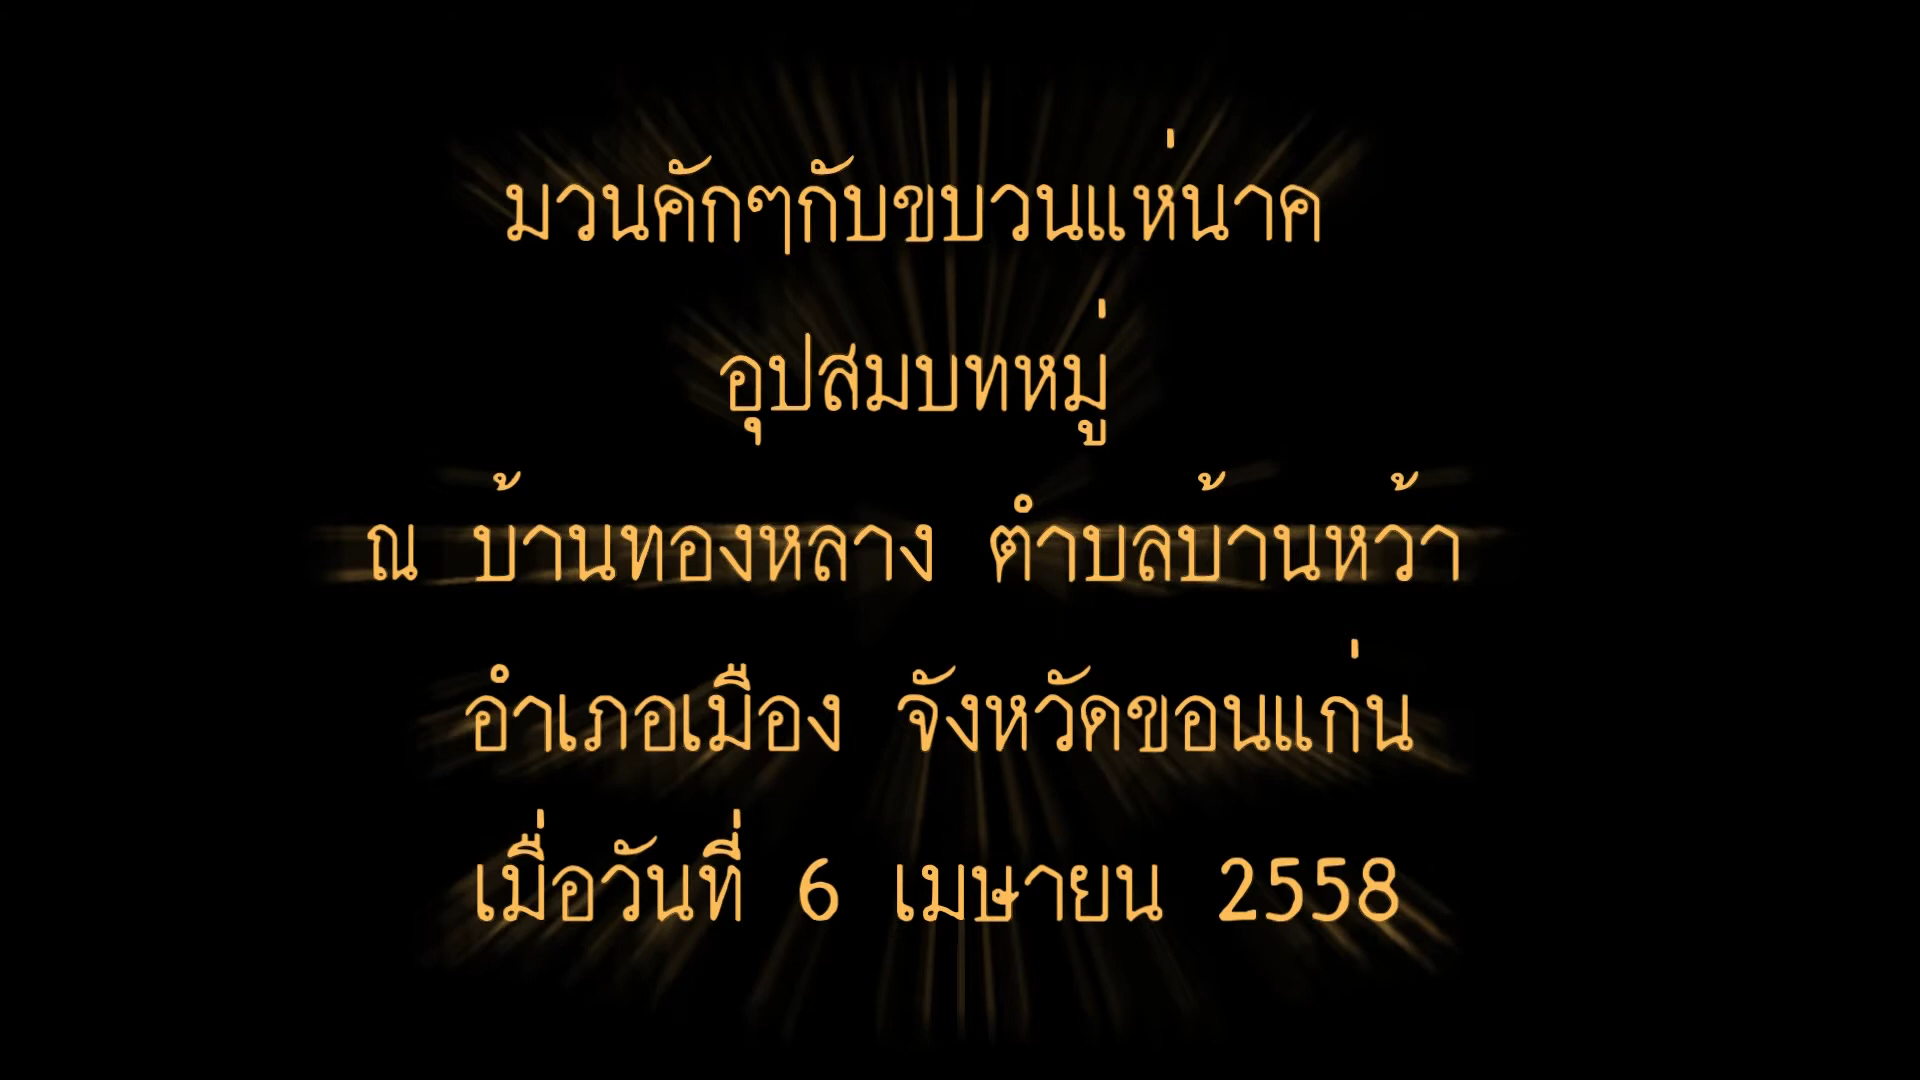 มวนคักๆกับขบวนแห่นาค
อุปสมบทหมู่
ณ บ้านทองหลาง ตำบลบ้านหว้า
อำเภอเมือง จังหวัดขอนแก่น
เมื่อวันที่ 6 เมษายน 2558